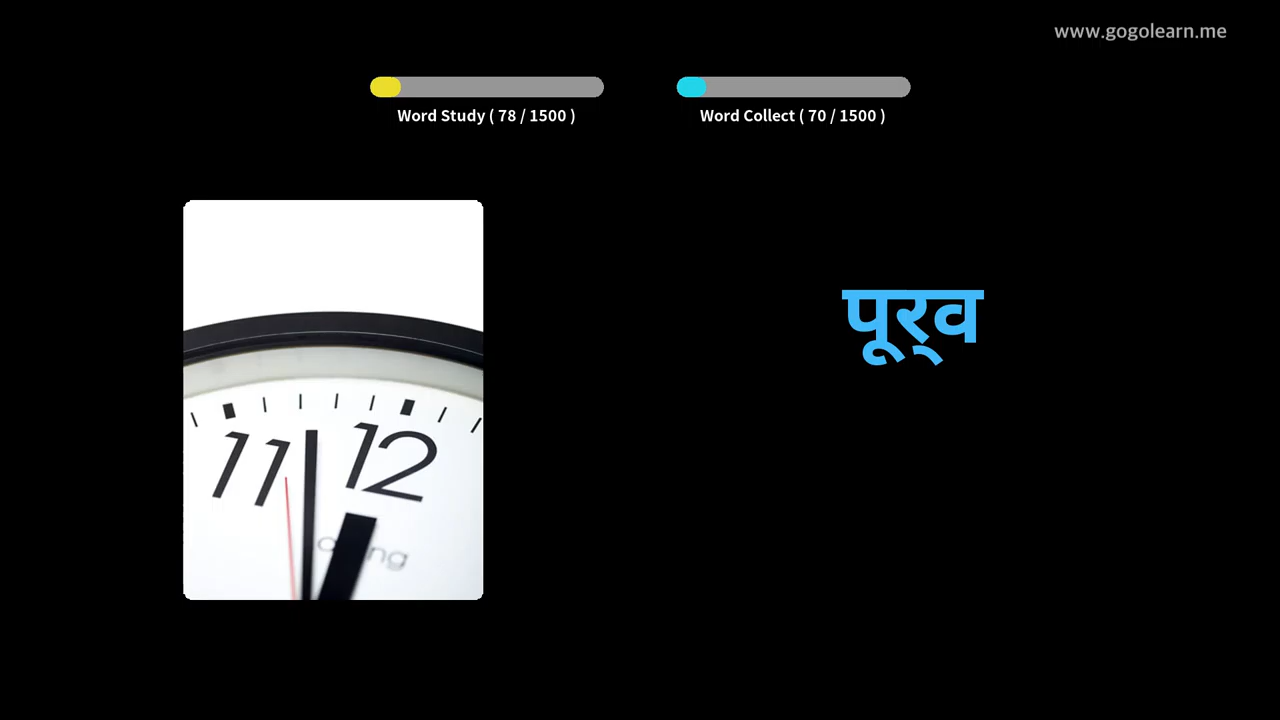 www.gogolearn.me
Word Study ( 78 / 1500 )
Word Collect ( 70 / 1500 )
पूर्‌व
11 12